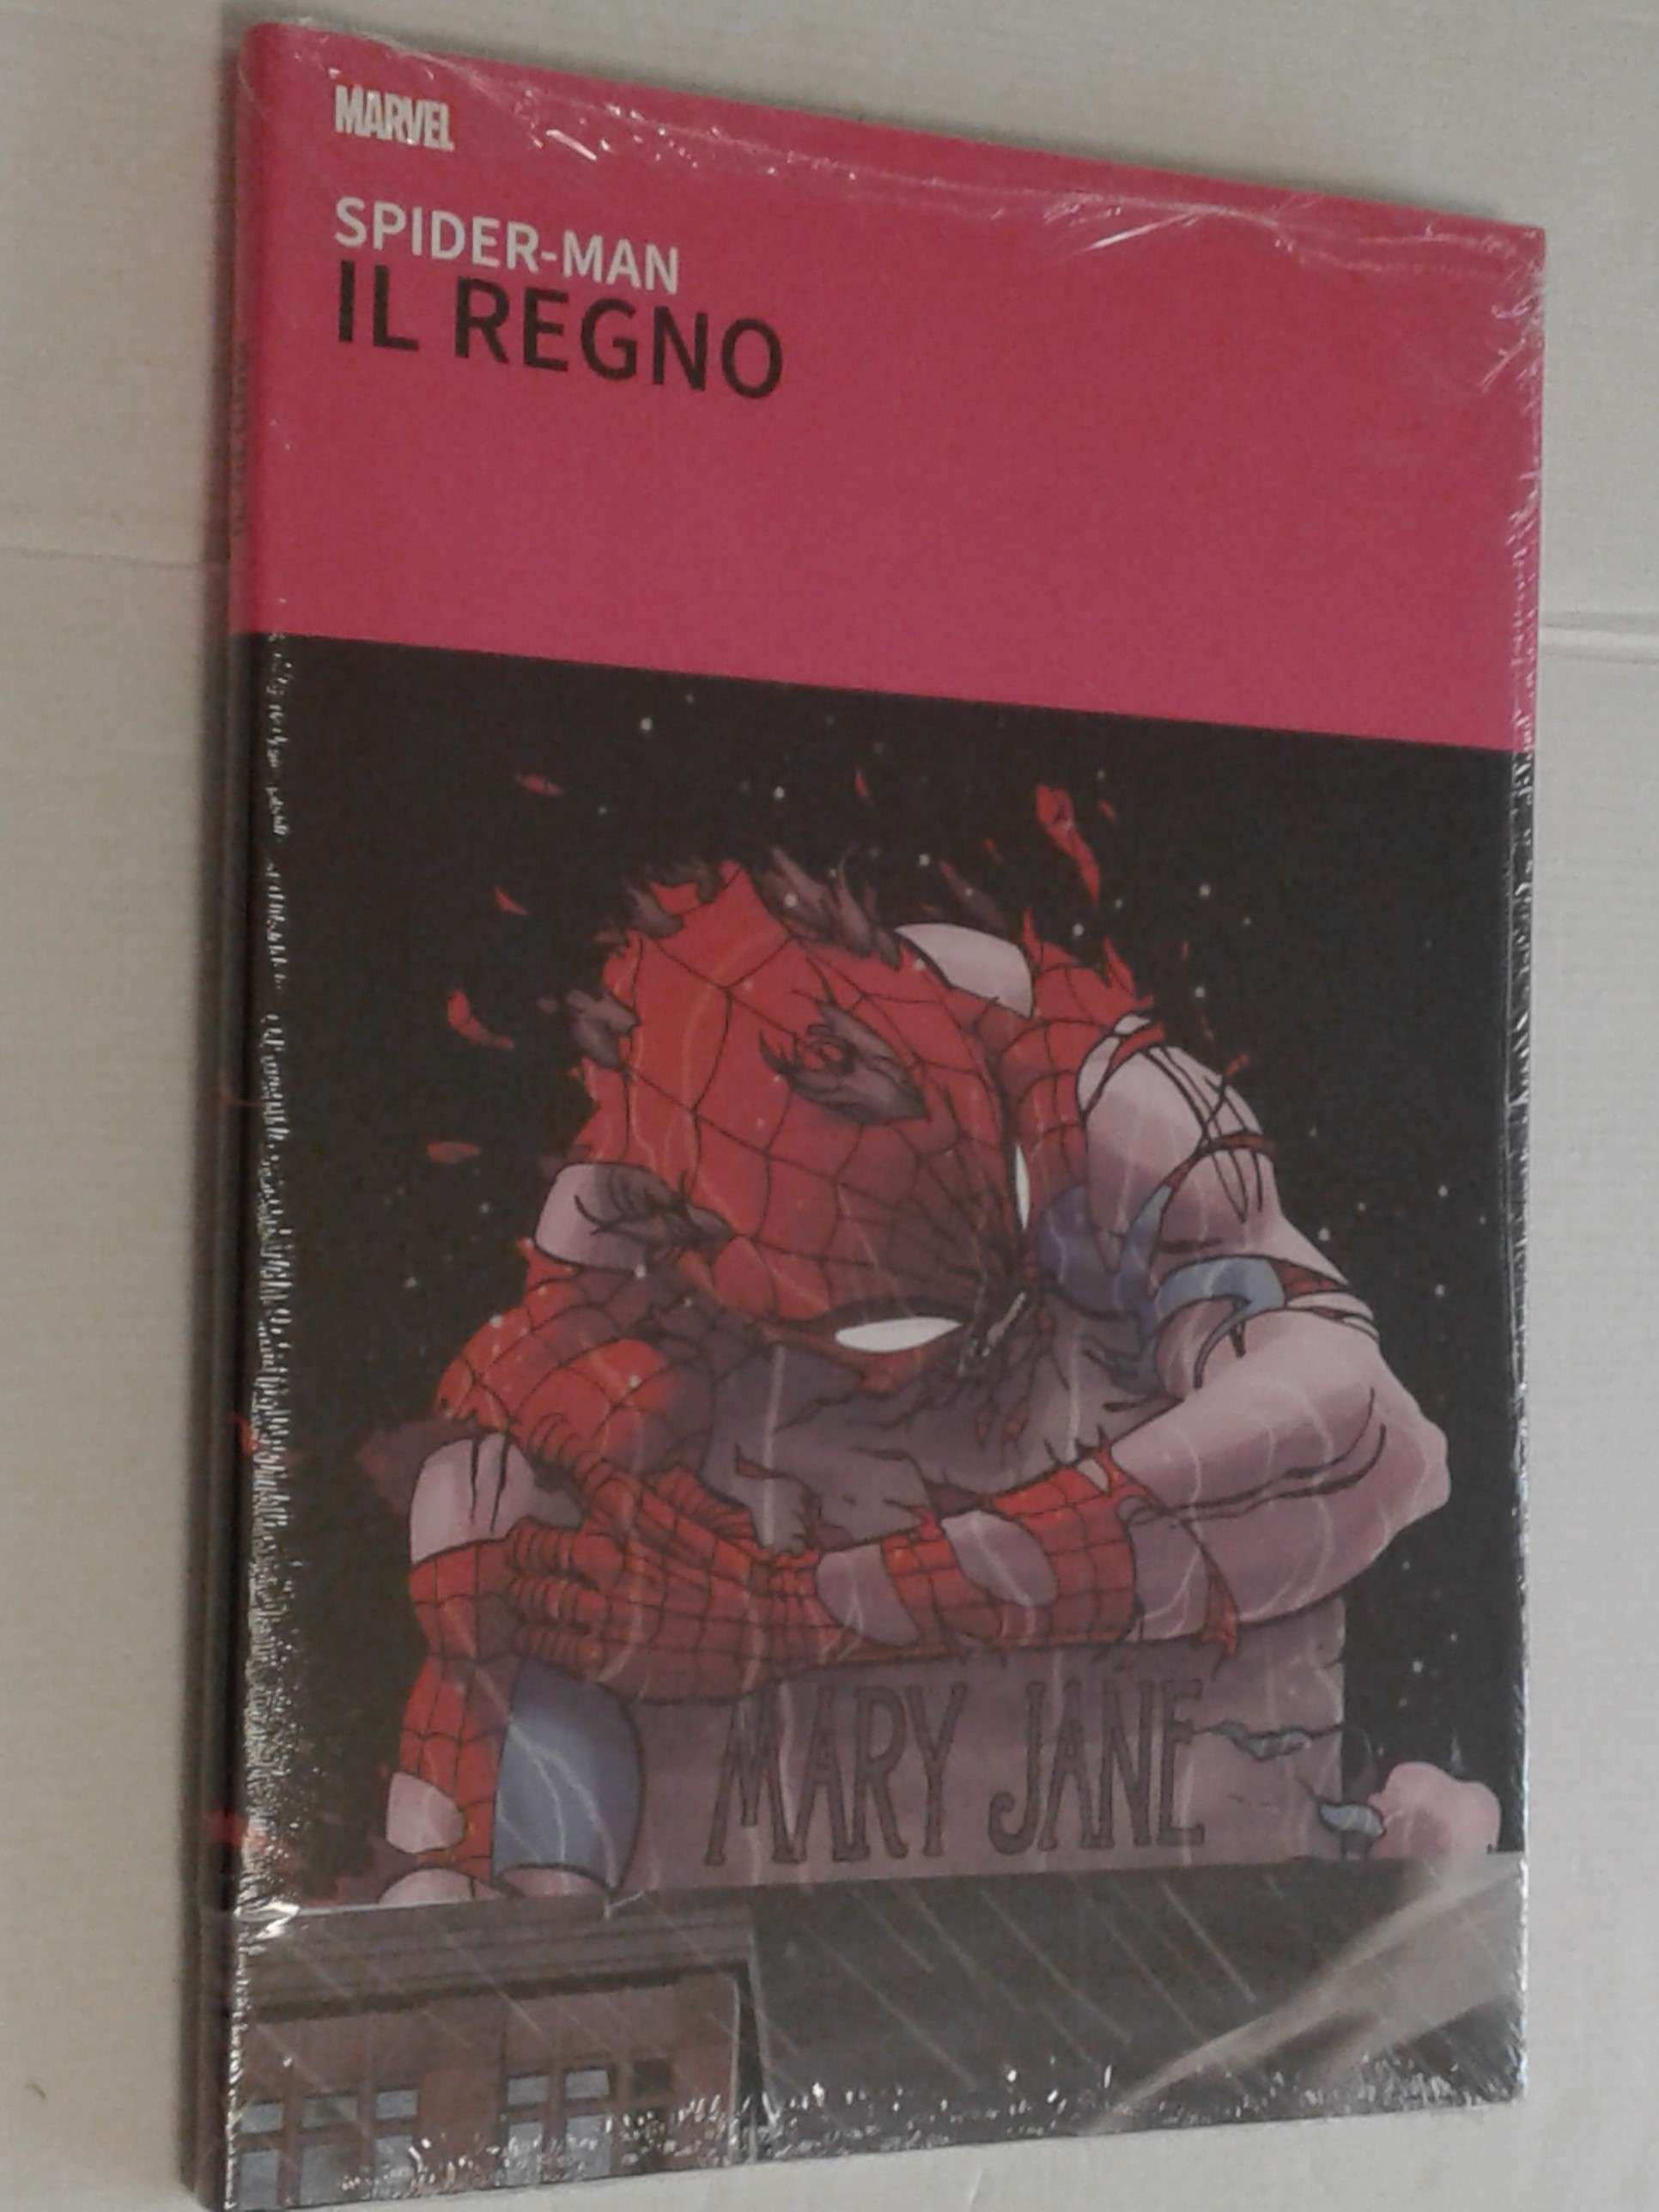 MARVEL
SPIDER-MAN
IL REGNO
MARY JANE